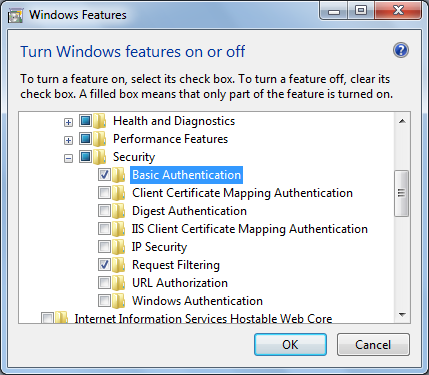 Windows Features
Turn Windows features on or off
To turn a feature on, select its check box. To turn a feature off, clear its
check box. A filled box means that only part of the feature is turned on.
Health and Diagnostics
Performance Features
Security
Basic Authentication
Client Certificate Mapping Authentication
Digest Authentication
IIS Client Certificate Mapping Authentication
IP Security
Request Filtering
URL Authorization
Windows Authentication
Internet Information Services Hostable Web Core
OK Cancel